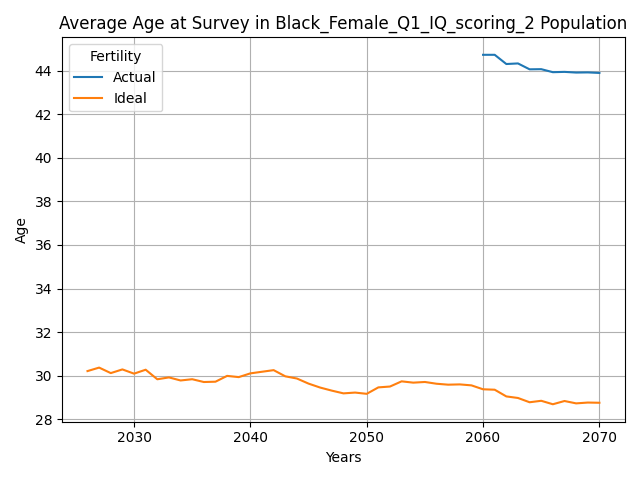 Average Age at Survey in Black_Female_Q1_IQ_scoring_2 Population
Fertility
Actual
Ideal
44
42
40
38
36
34
32
30
28
Age
2030
2040
2050
2060
2070
Years